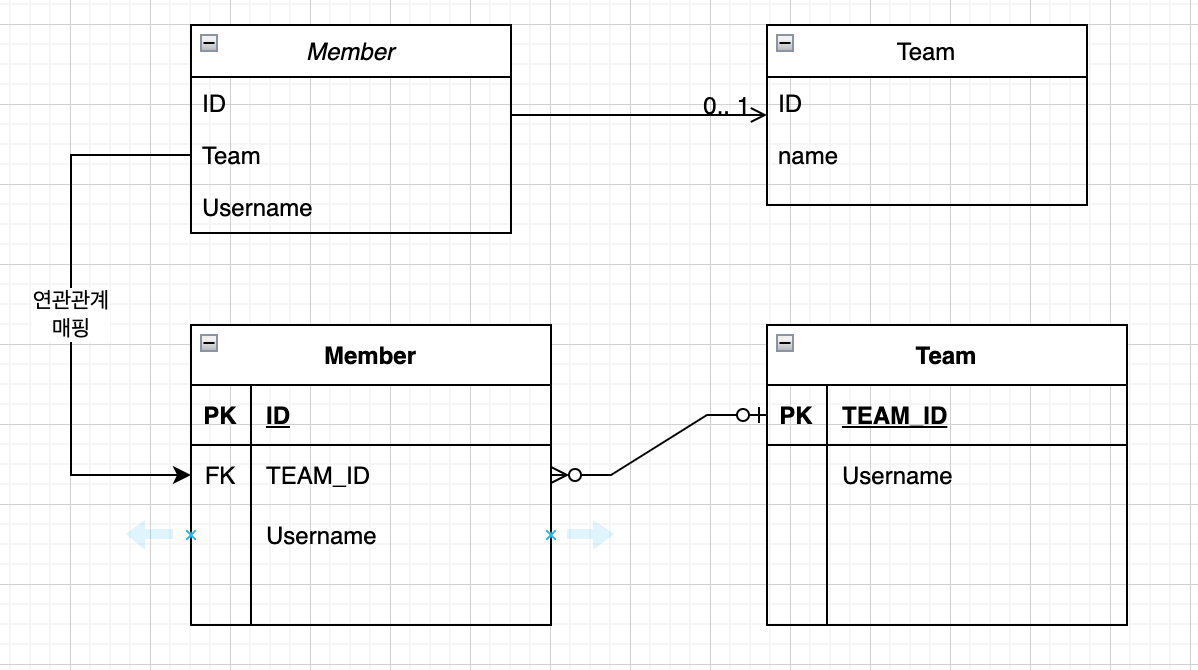 Member
ID
Team
Username
0.. 1
Team
ID
name
연관관계
매핑
Member
PK ID
FK TEAM_ID
Username
Team
PK TEAM_ID
Username